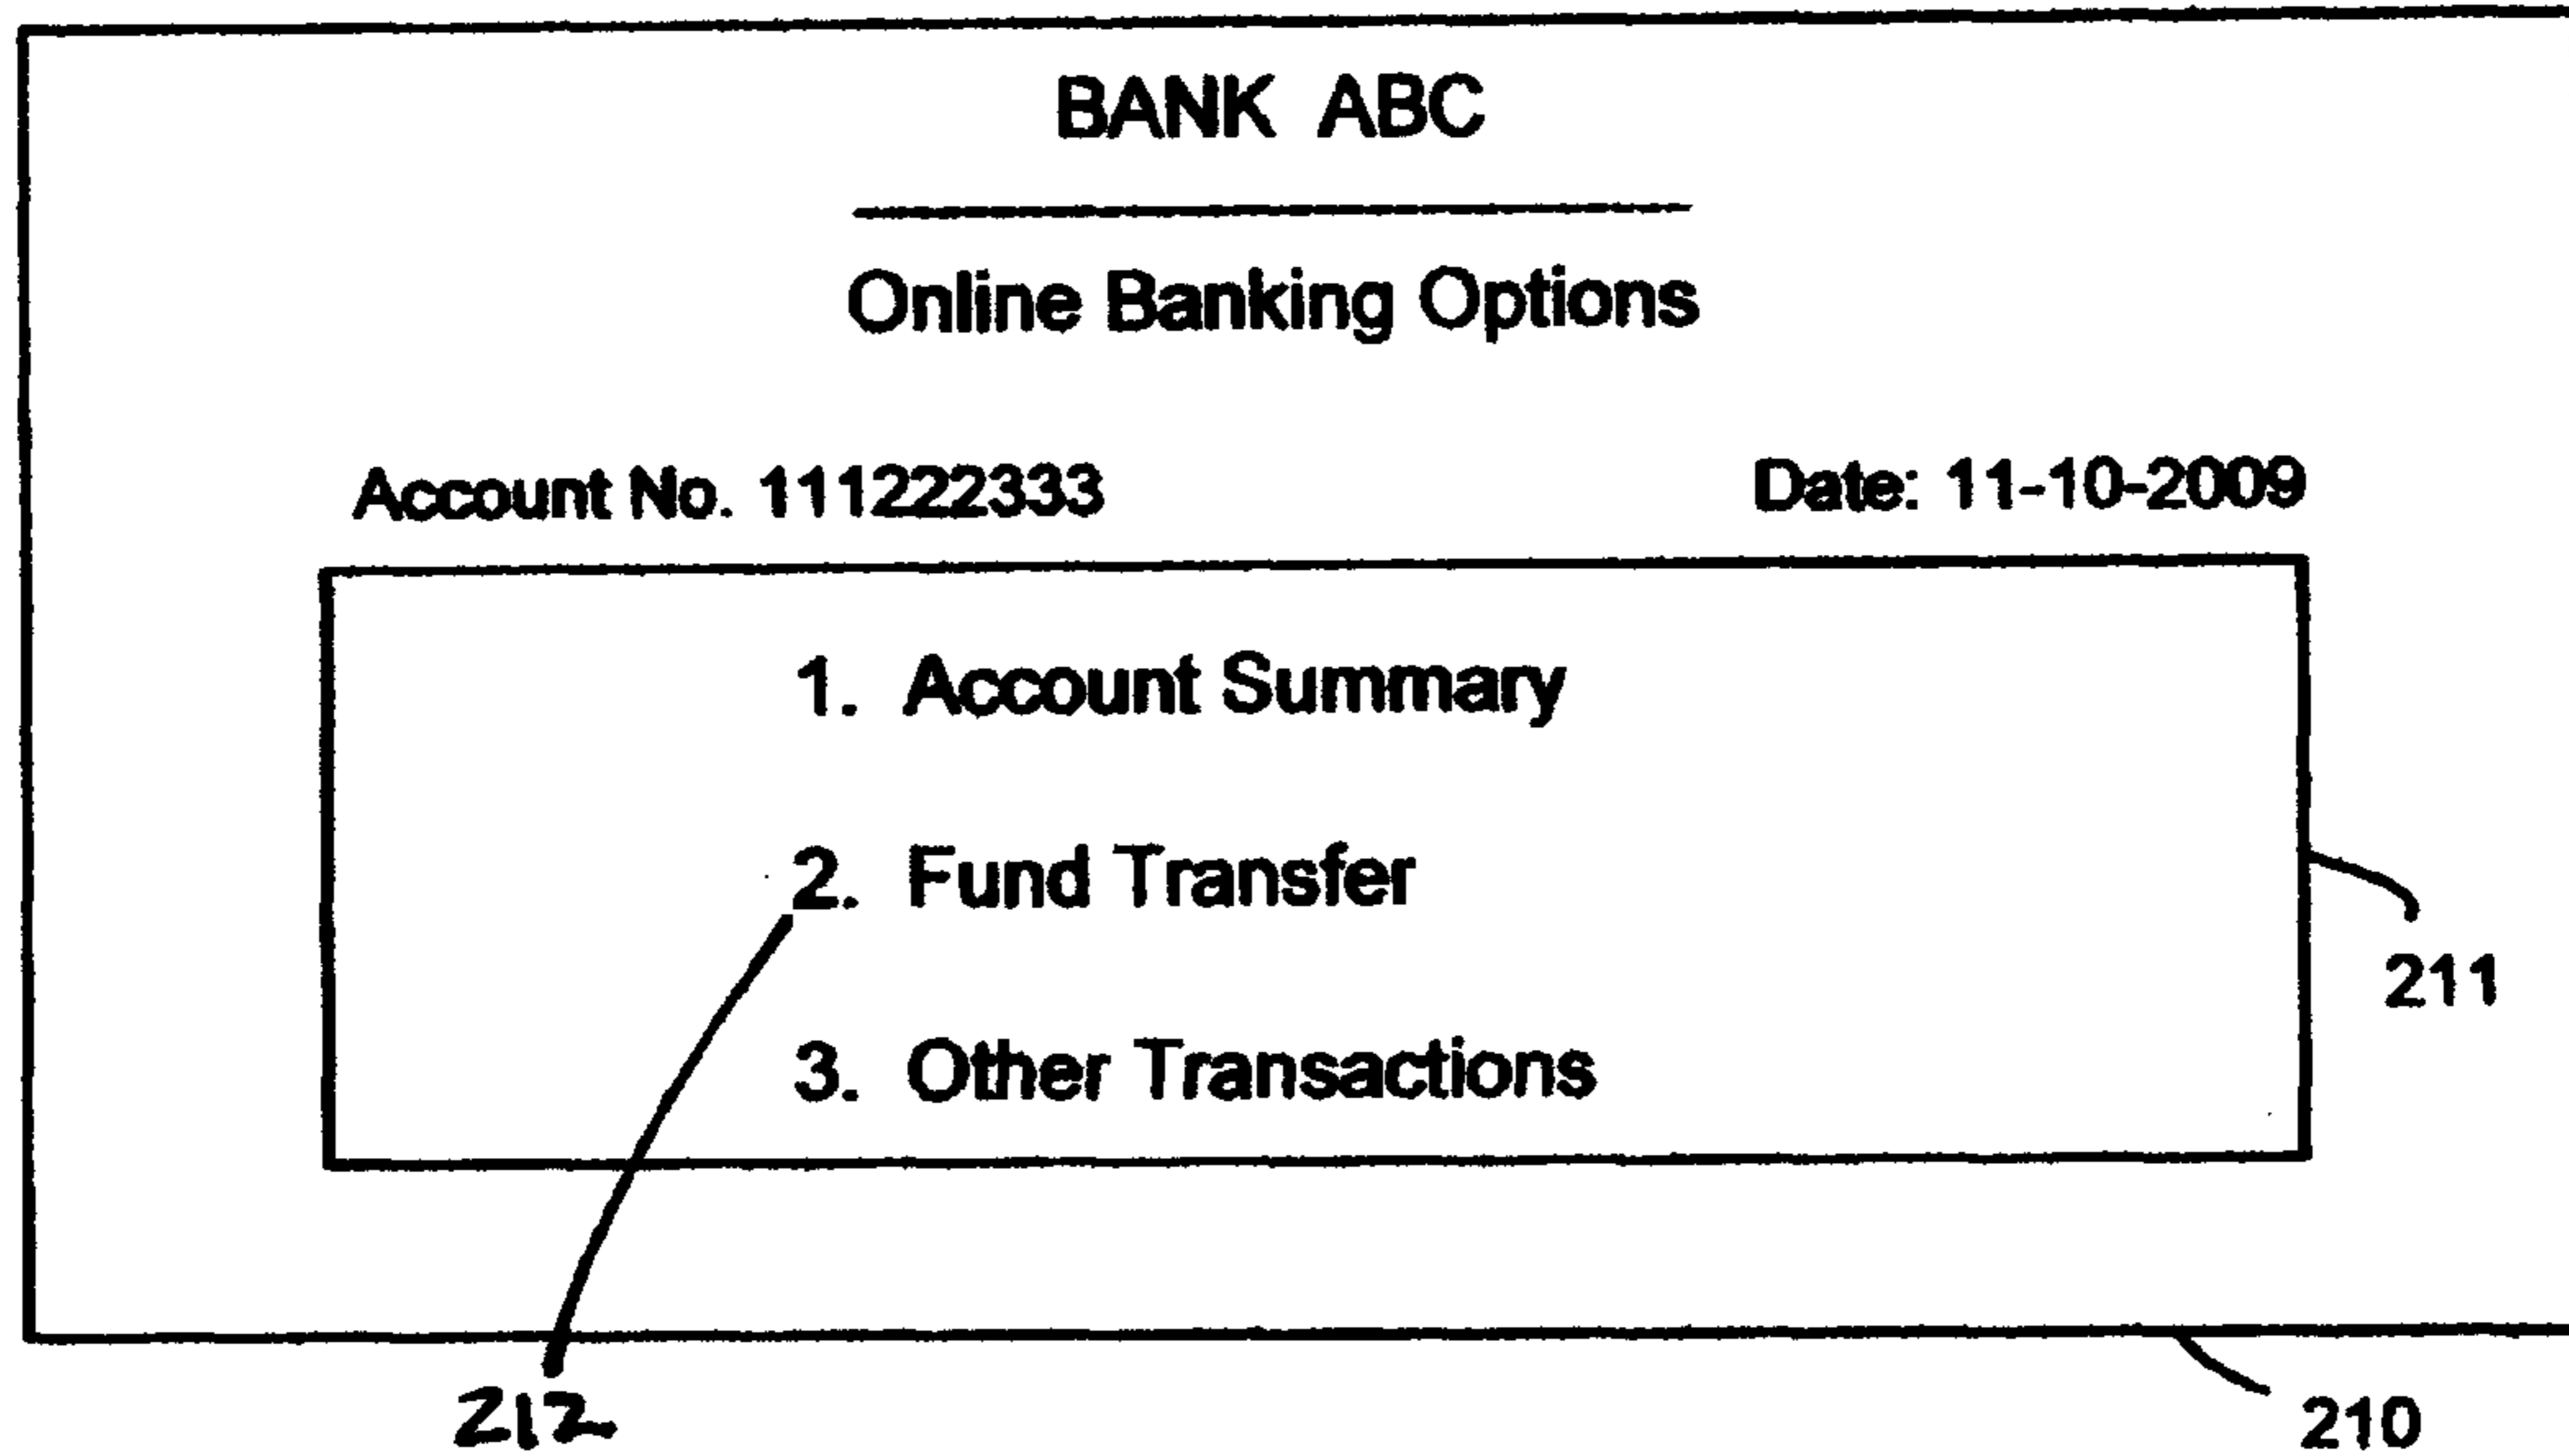 BANK ABC
Online Banking Options
Account No. 111222333 Date: 11-10-2009
1. Account Summary
2. Fund Transfer
211
3. Other Transactions
212
210